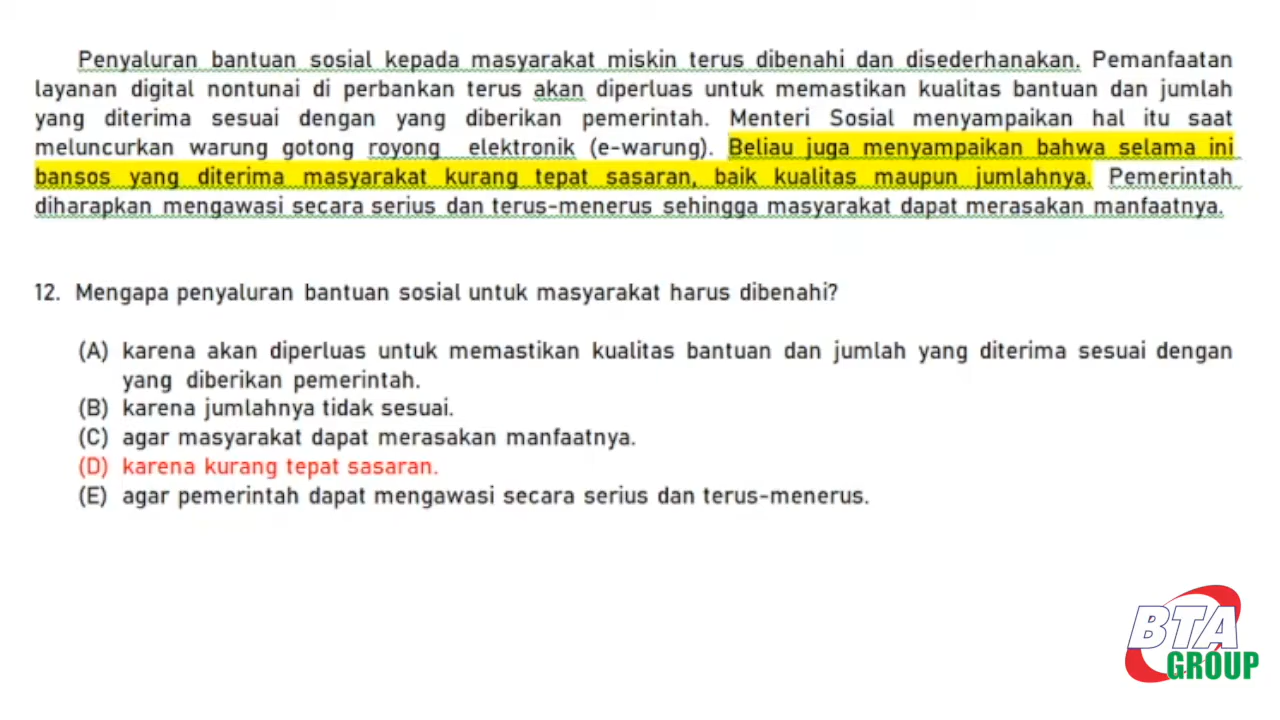 Penyaluran bantuan sosial kepada masyarakat miskin terus dibenahi dan disederhanakan. Pemanfaatan
layanan digital nontunai di perbankan terus akan diperluas untuk memastikan kualitas bantuan dan jumlah
yang diterima sesuai dengan yang diberikan pemerintah. Menteri Sosial menyampaikan hal itu saat
meluncurkan warung gotong royong elektronik (e-warung). Beliau juga menyampaikan bahwa selama ini
bansos yang diterima masyarakat kurang tepat sasaran, baik kualitas maupun jumlahnya. Pemerintah
diharapkan mengawasi secara serius dan terus-menerus sehingga masyarakat dapat merasakan manfaatnya.
12. Mengapa penyaluran bantuan sosial untuk masyarakat harus dibenahi?
(A) karena akan diperluas untuk memastikan kualitas bantuan dan jumlah yang diterima sesuai dengan
yang diberikan pemerintah.
(B) karena jumlahnya tidak sesuai.
(C) agar masyarakat dapat merasakan manfaatnya.
(D) karena kurang tepat sasaran.
(E) agar pemerintah dapat mengawasi secara serius dan terus-menerus.
BTA
GROUP